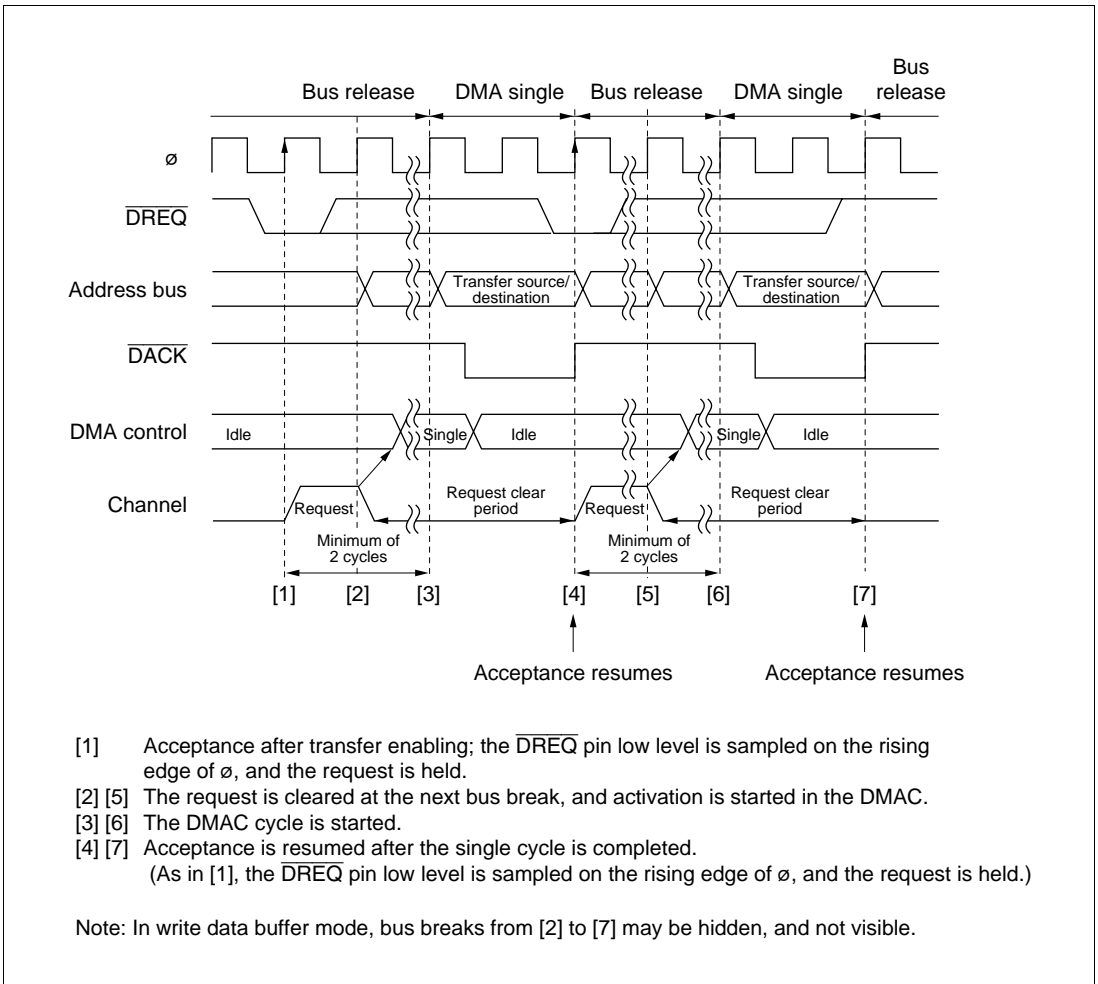 Bus release DMA single Bus release DMA single Bus
release
ø
DREQ
Address bus Transfer source/
destination Transfer source/
destination
DACK
DMA control Idle Single Idle Single Idle
Channel Request Request clear
period Request Request clear
period
Minimum of
2 cycles Minimum of
2 cycles
[1] [2] [3] [4] [5] [6] [7]
Acceptance resumes Acceptance resumes
[1] Acceptance after transfer enabling; the DREQ pin low level is sampled on the rising
edge of ø, and the request is held.
[2] [5] The request is cleared at the next bus break, and activation is started in the DMAC.
[3] [6] The DMAC cycle is started.
[4] [7] Acceptance is resumed after the single cycle is completed.
(As in [1], the DREQ pin low level is sampled on the rising edge of ø, and the request is held.)
Note: In write data buffer mode, bus breaks from [2] to [7] may be hidden, and not visible.